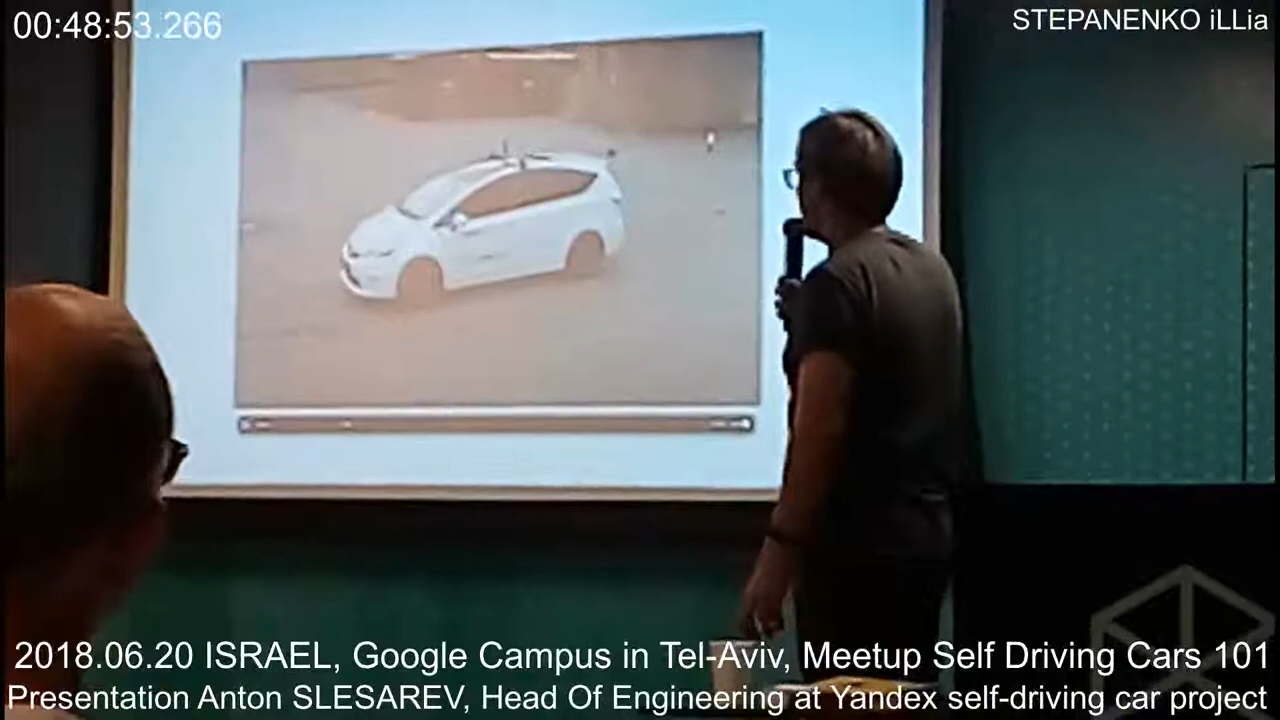 00:48:53.266
STEPANENKO iLLia
2018.06.20 ISRAEL, Google Campus in Tel-Aviv, Meetup Self Driving Cars 101
Presentation Anton SLESAREV, Head Of Engineering at Yandex self-driving car project